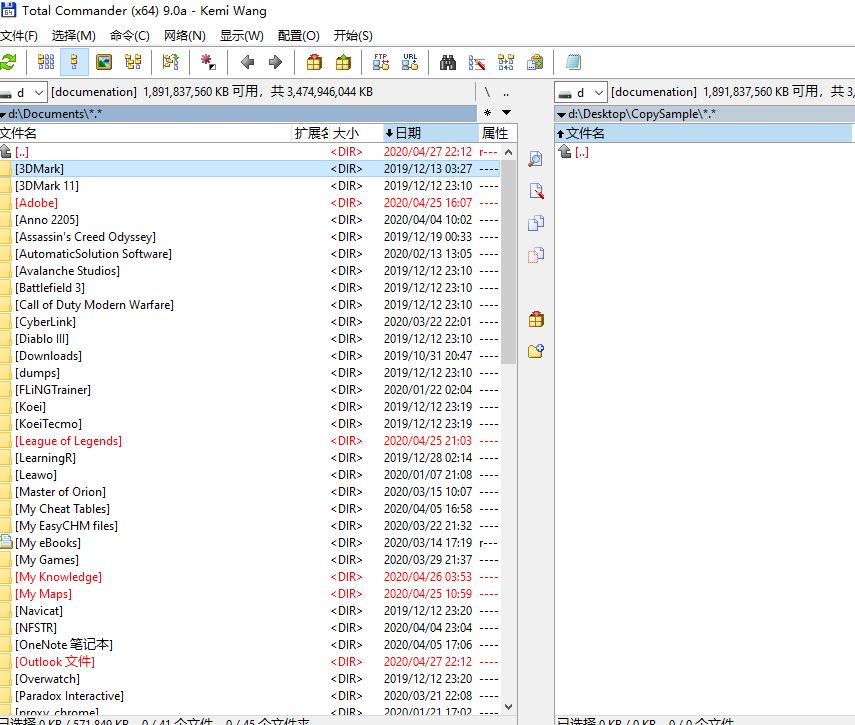 Total Commander (x64) 9.0a - Kemi Wang
文件(F) 选择(M) 命令(C) 网络(N) 显示(W) 配置(O) 开始(S)
FTP URL
d [documenation] 1,891,837,560 KB 可用，共 3,474,946,044 KB \ .. d [documenation] 1,891,837,560 KB 可用，共 3,
d:\Documents\*.* * d:\Desktop\CopySample\*.*
文件名 扩展名 大小 日期 属性 文件名
[..] <DIR> 2020/04/27 22:12 r--- [..]
[3DMark] <DIR> 2019/12/13 03:27 ----
[3DMark 11] <DIR> 2019/12/12 23:10 ----
[Adobe] <DIR> 2020/04/25 16:07 ----
[Anno 2205] <DIR> 2020/04/04 10:02 ----
[Assassin's Creed Odyssey] <DIR> 2019/12/19 00:33 ----
[AutomaticSolution Software] <DIR> 2020/02/13 13:05 ----
[Avalanche Studios] <DIR> 2019/12/12 23:10 ----
[Battlefield 3] <DIR> 2019/12/12 23:10 ----
[Call of Duty Modern Warfare] <DIR> 2019/12/12 23:10 ----
[CyberLink] <DIR> 2020/03/22 22:01 ----
[Diablo III] <DIR> 2019/12/12 23:10 ----
[Downloads] <DIR> 2019/10/31 20:47 ----
[dumps] <DIR> 2019/12/12 23:10 ----
[FLiNGTrainer] <DIR> 2020/01/22 02:04 ----
[Koei] <DIR> 2019/12/12 23:19 ----
[KoeiTecmo] <DIR> 2019/12/12 23:19 ----
[League of Legends] <DIR> 2020/04/25 21:03 ----
[LearningR] <DIR> 2019/12/28 02:14 ----
[Leawo] <DIR> 2020/01/07 21:08 ----
[Master of Orion] <DIR> 2020/03/15 10:07 ----
[My Cheat Tables] <DIR> 2020/04/05 16:58 ----
[My EasyCHM files] <DIR> 2020/03/22 21:32 ----
[My eBooks] <DIR> 2020/03/14 17:19 r---
[My Games] <DIR> 2020/03/29 21:37 ----
[My Knowledge] <DIR> 2020/04/26 03:53 ----
[My Maps] <DIR> 2020/04/25 10:59 ----
[Navicat] <DIR> 2019/12/12 23:20 ----
[NFSTR] <DIR> 2020/04/04 23:04 ----
[OneNote 笔记本] <DIR> 2020/04/05 17:06 ----
[Outlook 文件] <DIR> 2020/04/27 22:12 ----
[Overwatch] <DIR> 2019/12/12 23:20 ----
[Paradox Interactive] <DIR> 2020/03/21 22:08 ----
[proxy_chrome] <DIR> 2020/01/21 17:02 ----
已选择 0 KB / 571,849 KB，0 / 41 个文件，0 / 45 个文件夹 已选择 0 KB / 0 KB，0 / 0 个文件